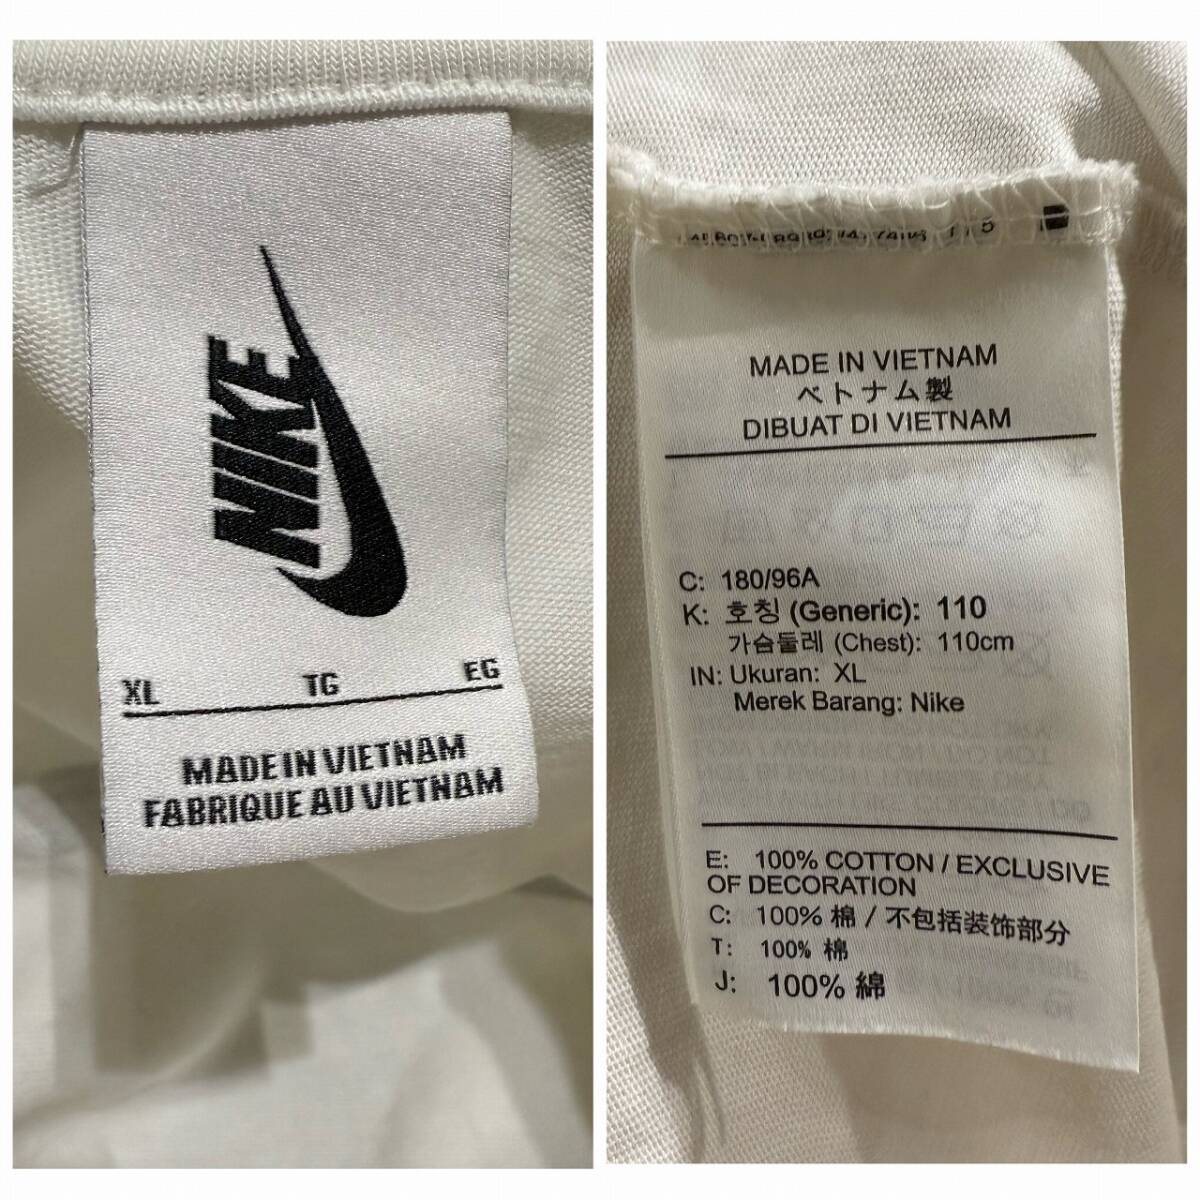 NIKE
XL TG EG
MADE IN VIETNAM
FABRIQUE AU VIETNAM
MADE IN VIETNAM
ベトナム製
DIBUAT DI VIETNAM
C: 180/96A
K: 호칭 (Generic): 110
가슴둘레 (Chest): 110cm
IN: Ukuran: XL
Merek Barang: Nike
E: 100% COTTON / EXCLUSIVE
OF DECORATION
C: 100% 棉 / 不包括装饰部分
T: 100% 棉
J: 100% 綿